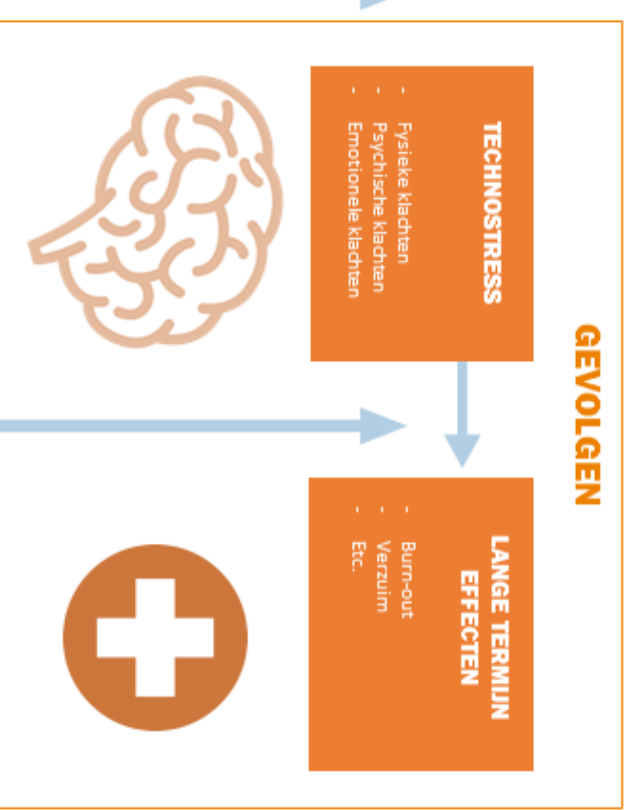 GEVOLGEN
TECHNOSTRESS
- Fysieke klachten
- Psychische klachten
- Emotionele klachten
LANGE TERMIJN
EFFECTEN
- Burn-out
- Verzuim
- Etc.